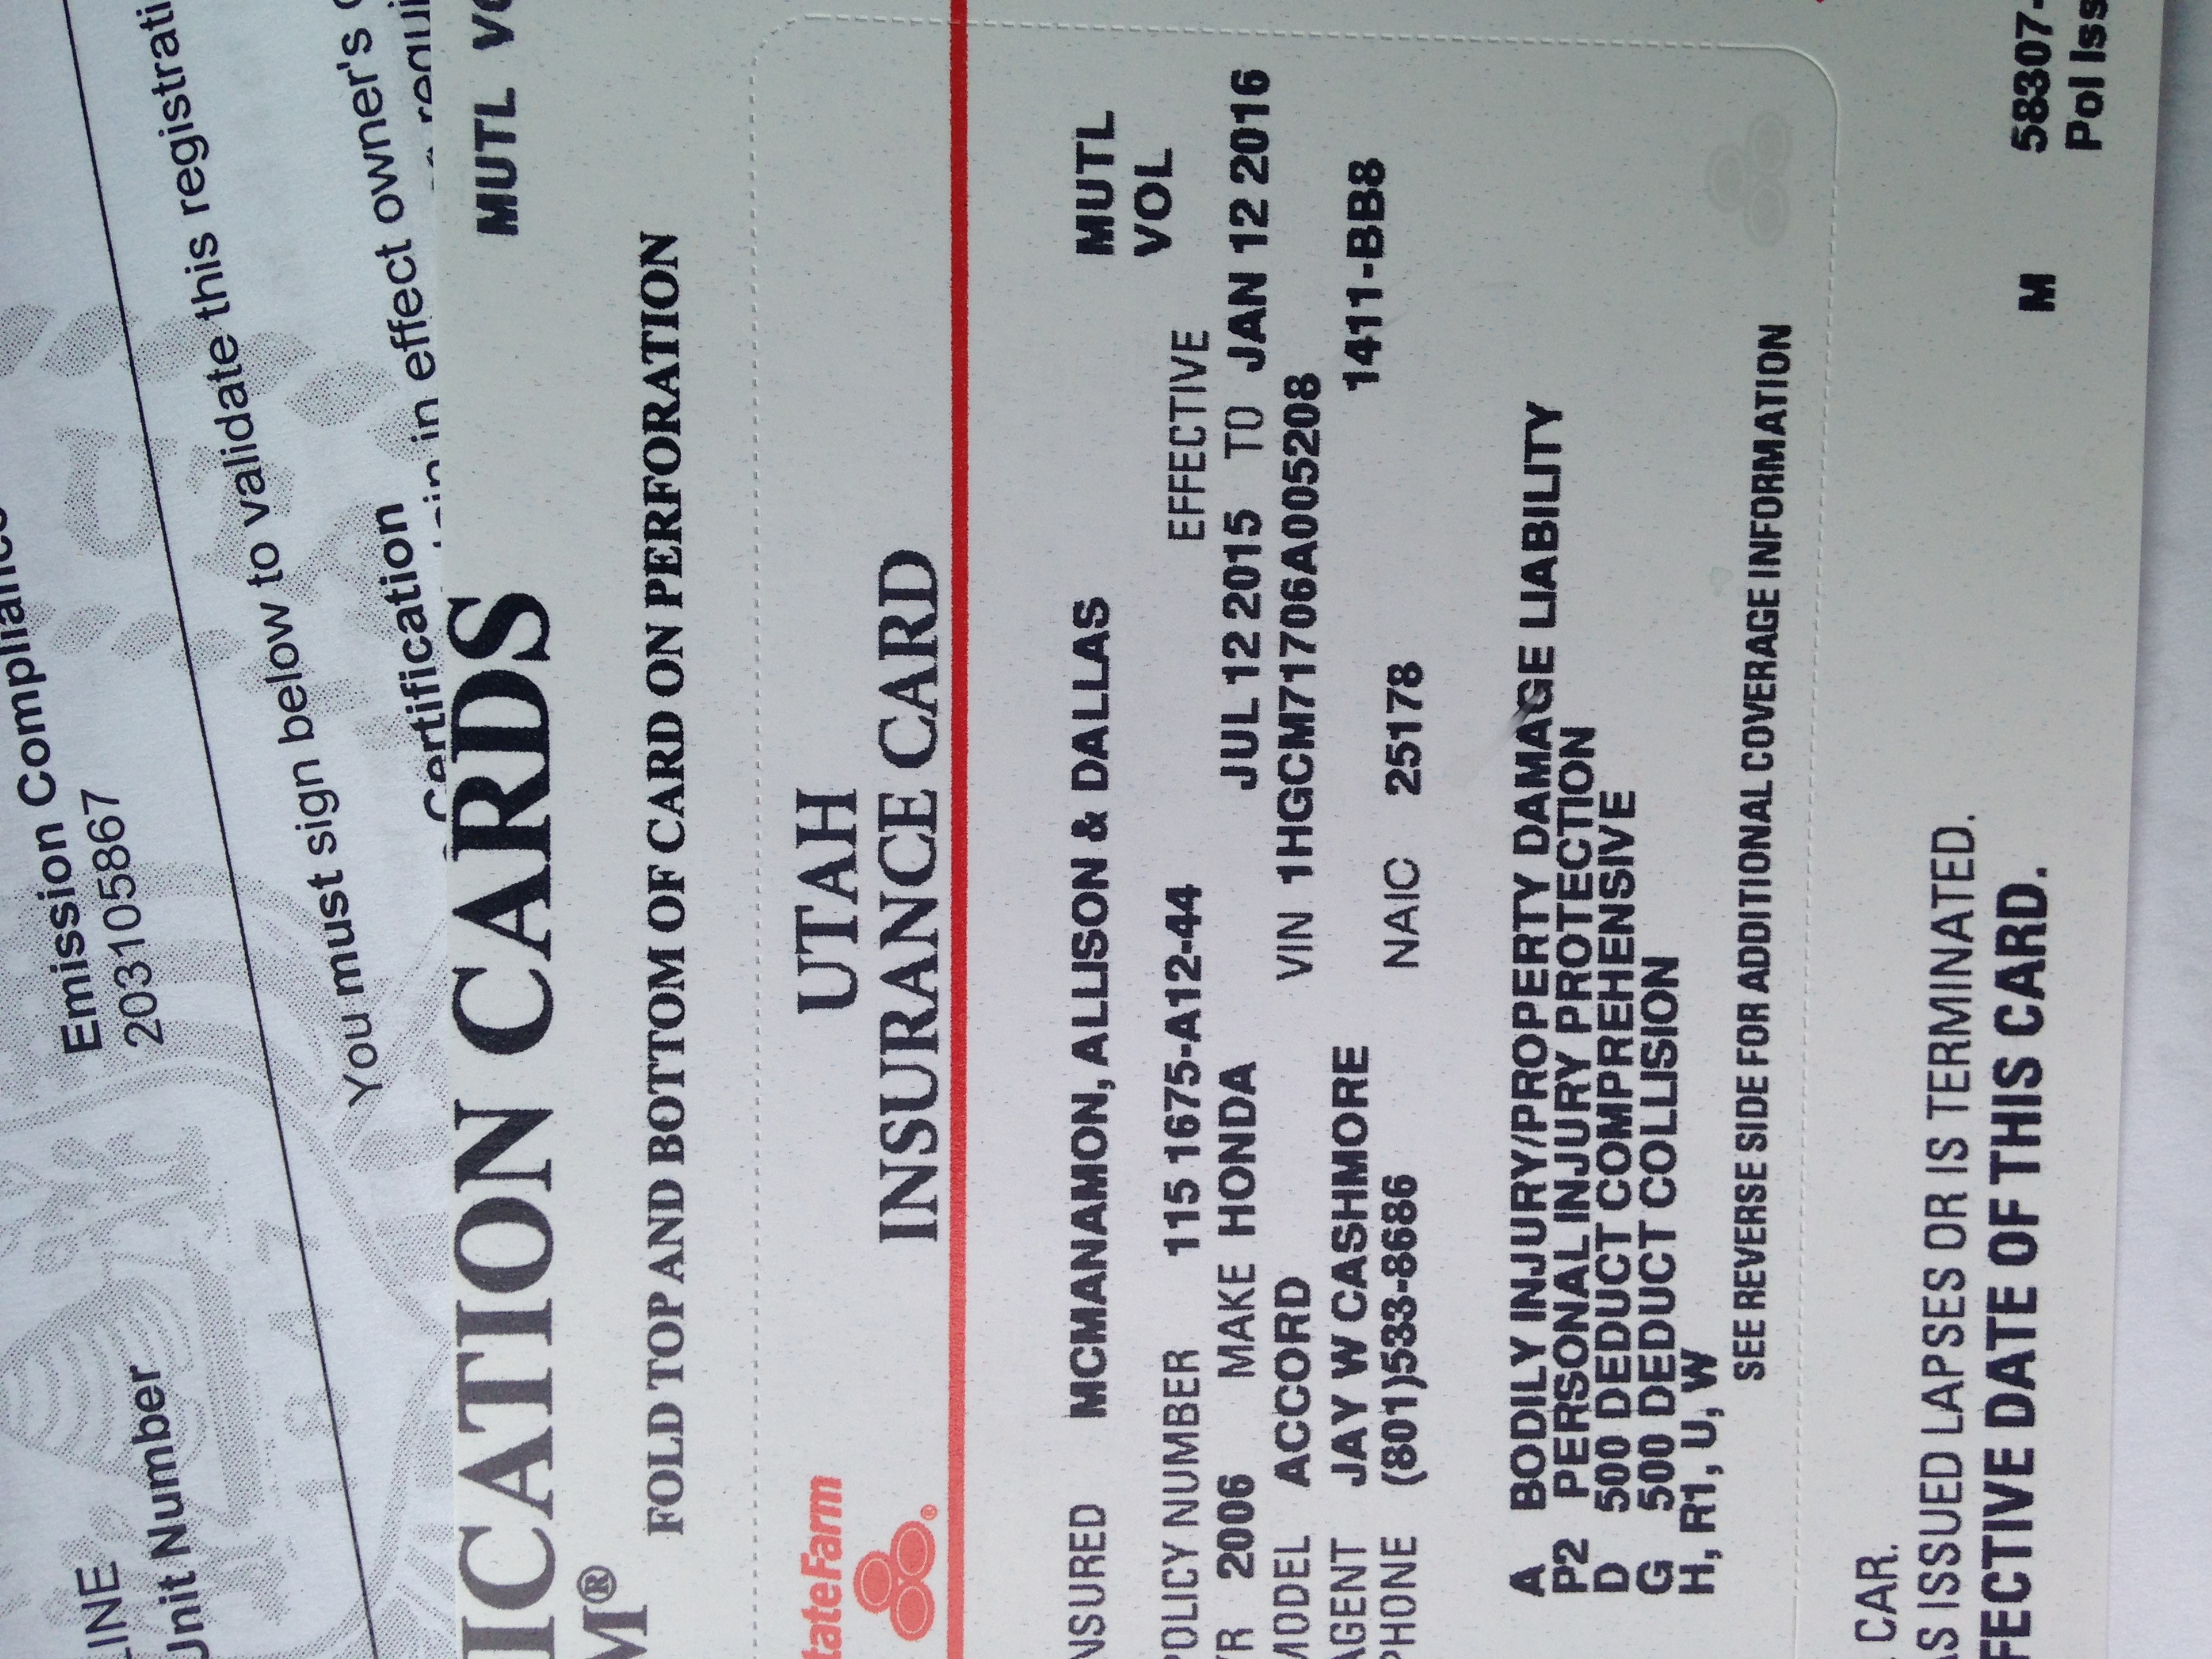 LINE
Unit Number
Emission Compliance
203105867
1847
You must sign below to validate this registrati
Certification
in effect owner's
requi
ICATION CARDS
MUTL VO
M®
FOLD TOP AND BOTTOM OF CARD ON PERFORATION
tateFarm
®
UTAH
INSURANCE CARD
NSURED MCMANAMON, ALLISON & DALLAS MUTL
VOL
POLICY NUMBER 115 1675-A12-44 EFFECTIVE
YR 2006 MAKE HONDA JUL 12 2015 TO JAN 12 2016
MODEL ACCORD VIN 1HGCM71706A005208
AGENT JAY W CASHMORE 1411-BB8
PHONE (801)533-8686 NAIC 25178
A BODILY INJURY/PROPERTY DAMAGE LIABILITY
P2 PERSONAL INJURY PROTECTION
D 500 DEDUCT COMPREHENSIVE
G 500 DEDUCT COLLISION
H, R1, U, W
SEE REVERSE SIDE FOR ADDITIONAL COVERAGE INFORMATION
CAR.
AS ISSUED LAPSES OR IS TERMINATED.
FECTIVE DATE OF THIS CARD.
M 58307-
Pol Iss